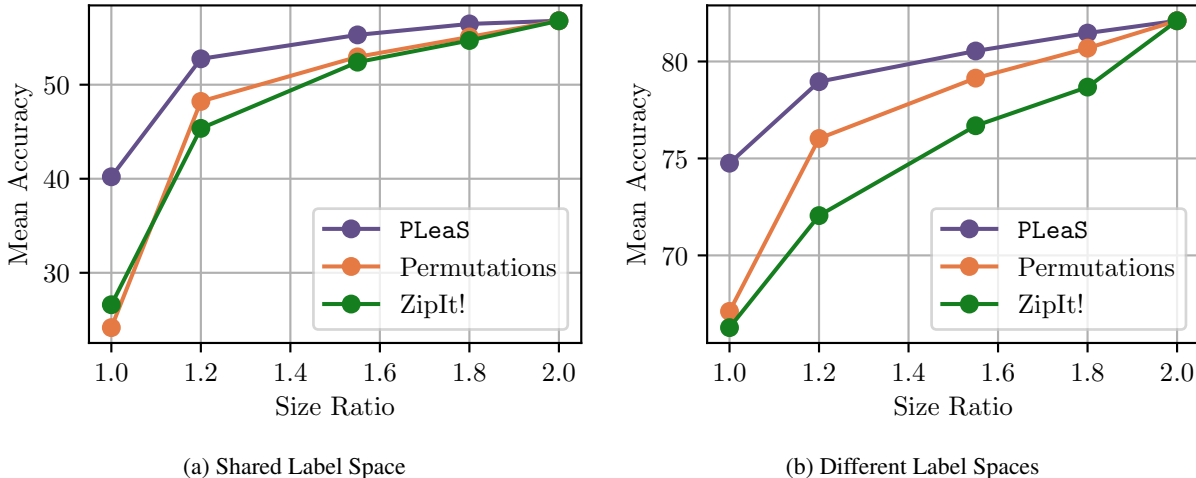 50
40
30
Mean Accuracy
1.0 1.2 1.4 1.6 1.8 2.0
Size Ratio
PLeaS
Permutations
ZipIt!
(a) Shared Label Space
80
75
70
Mean Accuracy
1.0 1.2 1.4 1.6 1.8 2.0
Size Ratio
PLeaS
Permutations
ZipIt!
(b) Different Label Spaces